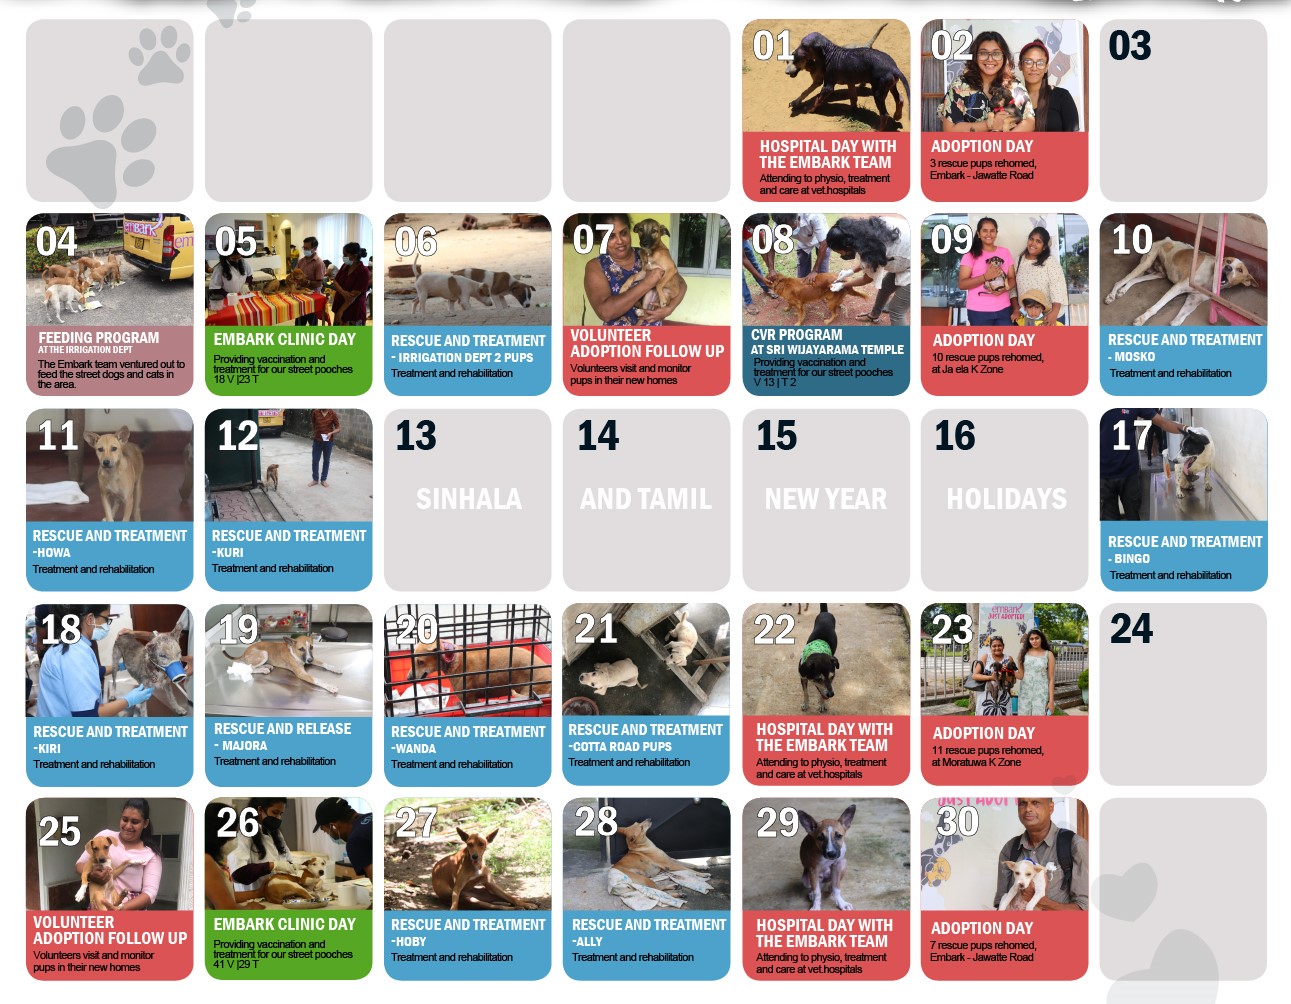 01
HOSPITAL DAY WITH
THE EMBARK TEAM
Attending to physio, treatment
and care at vet.hospitals
02
ADOPTION DAY
3 rescue pups rehomed,
Embark - Jawatte Road
03
04
embark
em
FEEDING PROGRAM
AT THE IRRIGATION DEPT
The Embark team ventured out to
feed the street dogs and cats in
the area.
05
EMBARK CLINIC DAY
Providing vaccination and
treatment for our street pooches
18 V |23 T
06
RESCUE AND TREATMENT
- IRRIGATION DEPT 2 PUPS
Treatment and rehabilitation
07
VOLUNTEER
ADOPTION FOLLOW UP
Volunteers visit and monitor
pups in their new homes
08
CVR PROGRAM
AT SRI WIJAYARAMA TEMPLE
Providing vaccination and
treatment for our street pooches
V 13 | T 2
09
ADOPTION DAY
10 rescue pups rehomed,
at Ja ela K Zone
10
RESCUE AND TREATMENT
- MOSKO
Treatment and rehabilitation
11
RESCUE AND TREATMENT
-HOWA
Treatment and rehabilitation
12
RESCUE AND TREATMENT
-KURI
Treatment and rehabilitation
13
SINHALA
14
AND TAMIL
15
NEW YEAR
16
HOLIDAYS
17
RESCUE AND TREATMENT
- BINGO
Treatment and rehabilitation
18
RESCUE AND TREATMENT
-KIRI
Treatment and rehabilitation
19
RESCUE AND RELEASE
- MAJORA
Treatment and rehabilitation
20
RESCUE AND TREATMENT
-WANDA
Treatment and rehabilitation
21
RESCUE AND TREATMENT
-COTTA ROAD PUPS
Treatment and rehabilitation
22
HOSPITAL DAY WITH
THE EMBARK TEAM
Attending to physio, treatment
and care at vet.hospitals
23
embark
JUST ADOPTED!
ADOPTION DAY
11 rescue pups rehomed,
at Moratuwa K Zone
24
25
VOLUNTEER
ADOPTION FOLLOW UP
Volunteers visit and monitor
pups in their new homes
26
EMBARK CLINIC DAY
Providing vaccination and
treatment for our street pooches
41 V |29 T
27
RESCUE AND TREATMENT
-HOBY
Treatment and rehabilitation
28
RESCUE AND TREATMENT
-ALLY
Treatment and rehabilitation
29
HOSPITAL DAY WITH
THE EMBARK TEAM
Attending to physio, treatment
and care at vet.hospitals
30
ADOPTION DAY
7 rescue pups rehomed,
Embark - Jawatte Road